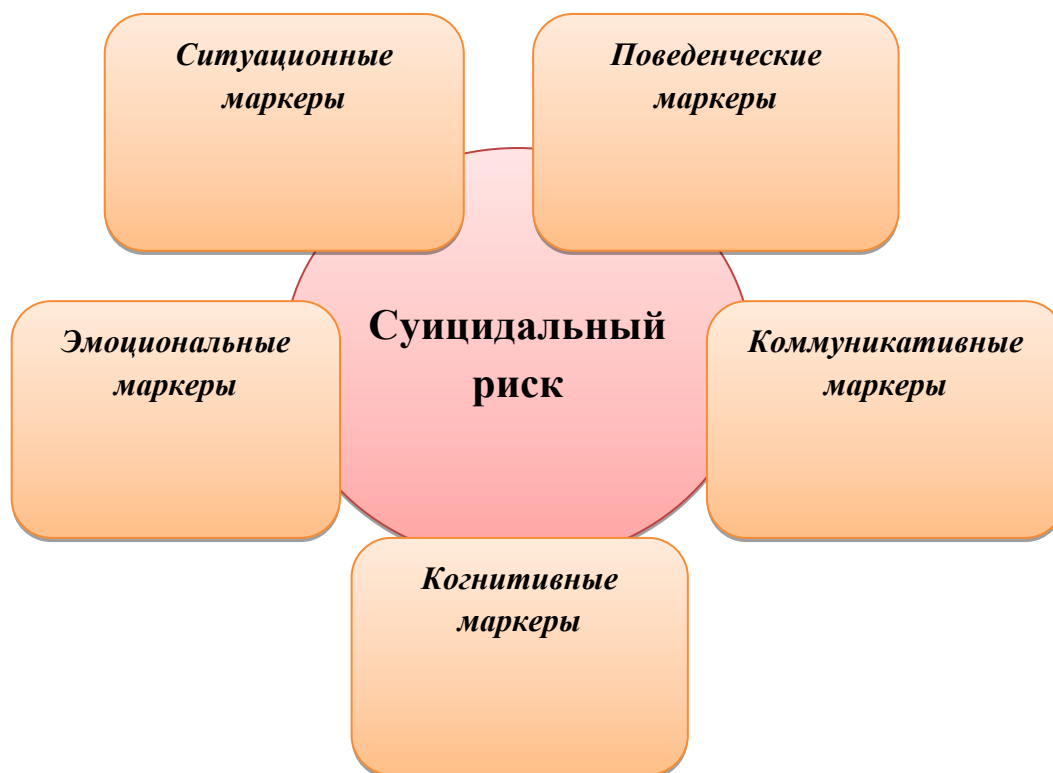 Ситуационные
маркеры
Поведенческие
маркеры
Суицидальный
риск
Эмоциональные
маркеры
Коммуникативные
маркеры
Когнитивные
маркеры